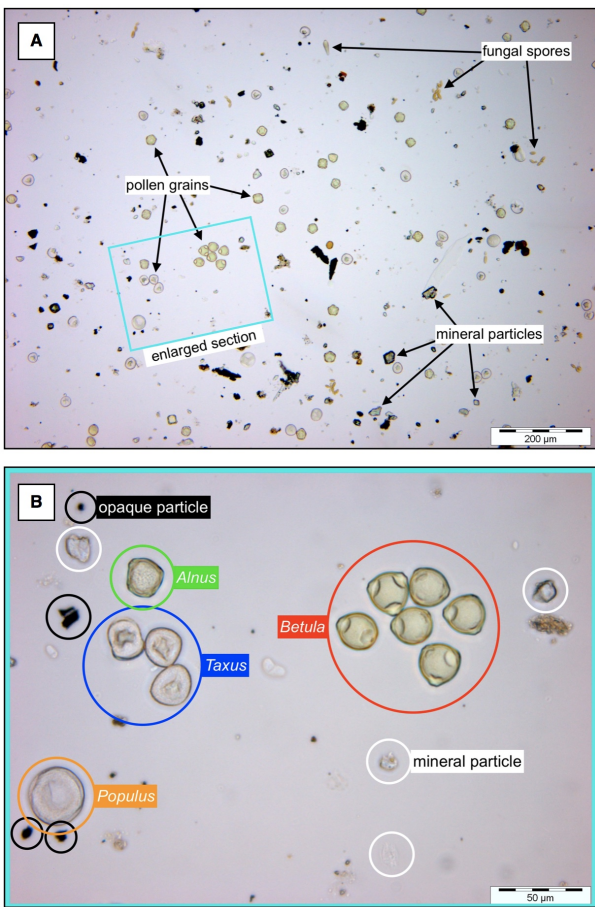 A
fungal spores
pollen grains
enlarged section
mineral particles
200 µm
B
opaque particle
Alnus
Betula
Taxus
mineral particle
Populus
50 µm